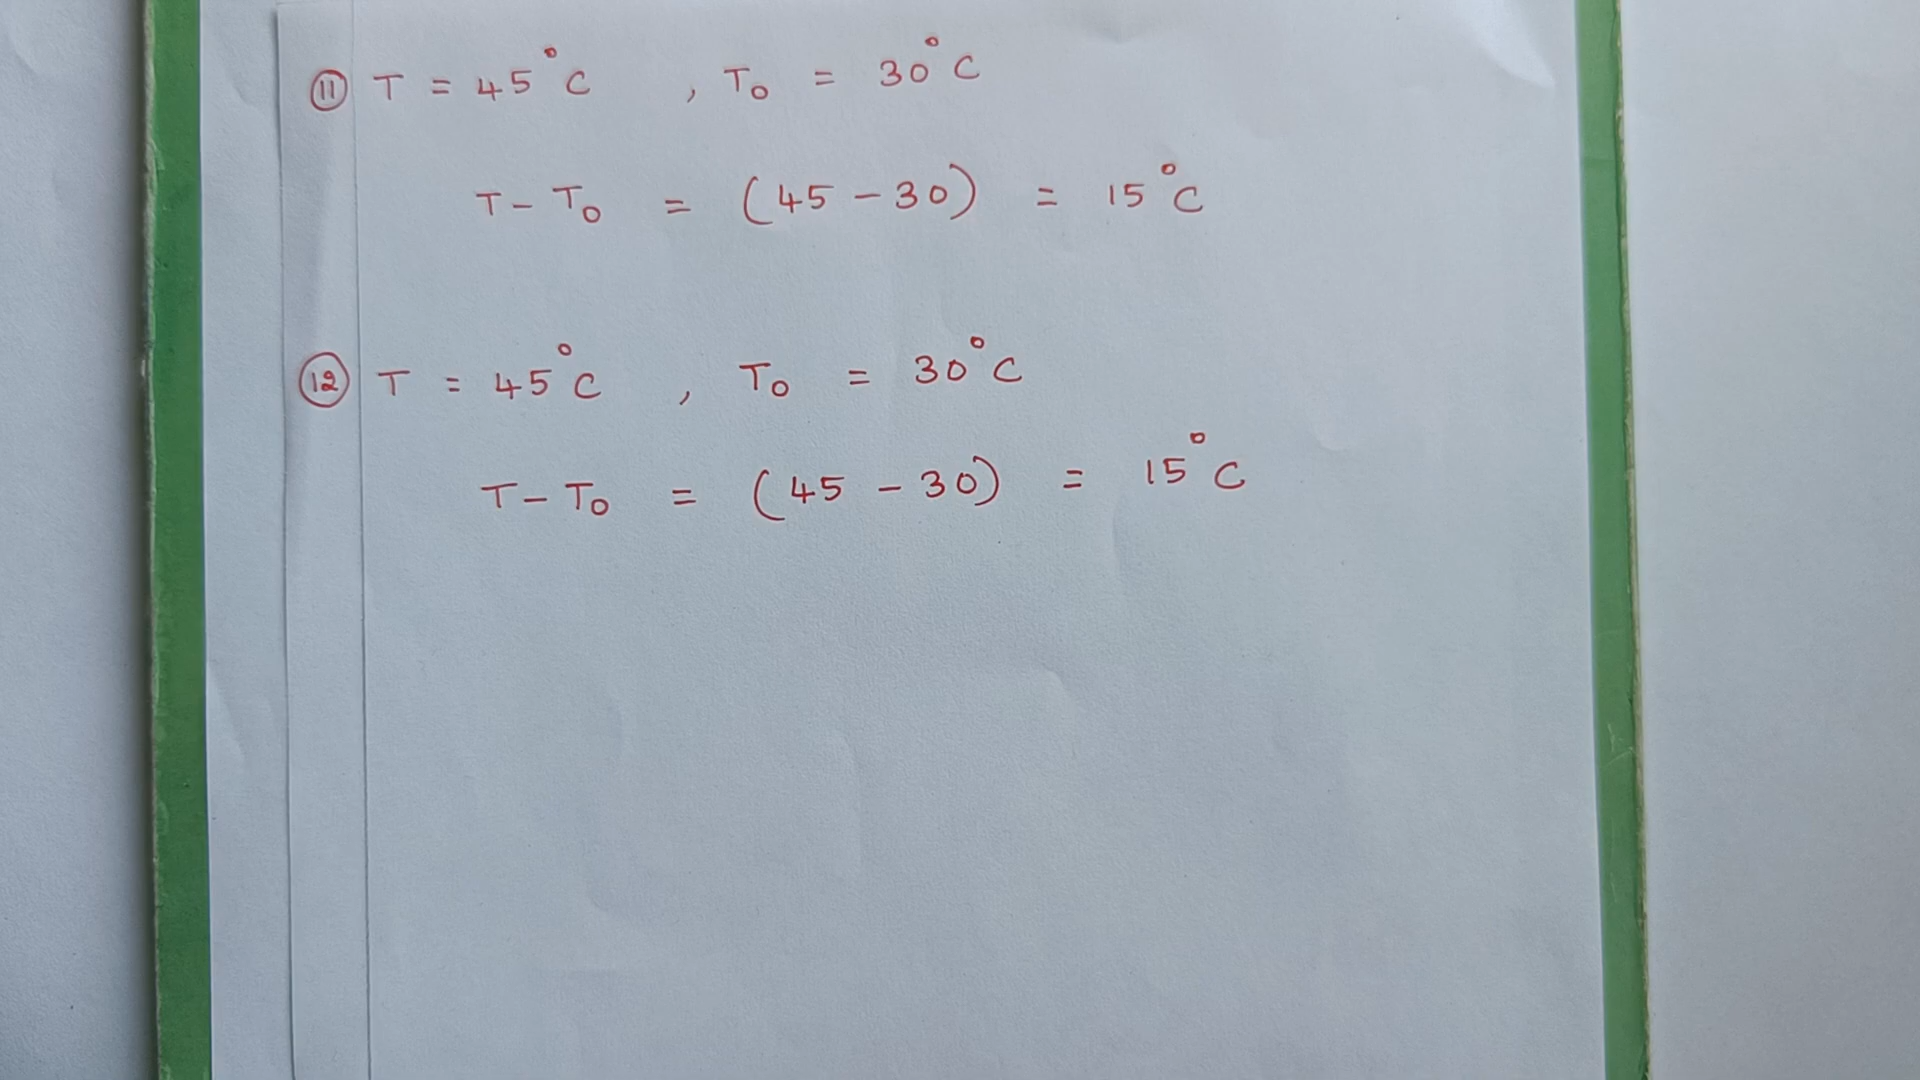 ⑪ T = 45°C , T₀ = 30°C
T - T₀ = (45 - 30) = 15°C
⑫ T = 45°C , T₀ = 30°C
T - T₀ = (45 - 30) = 15°C